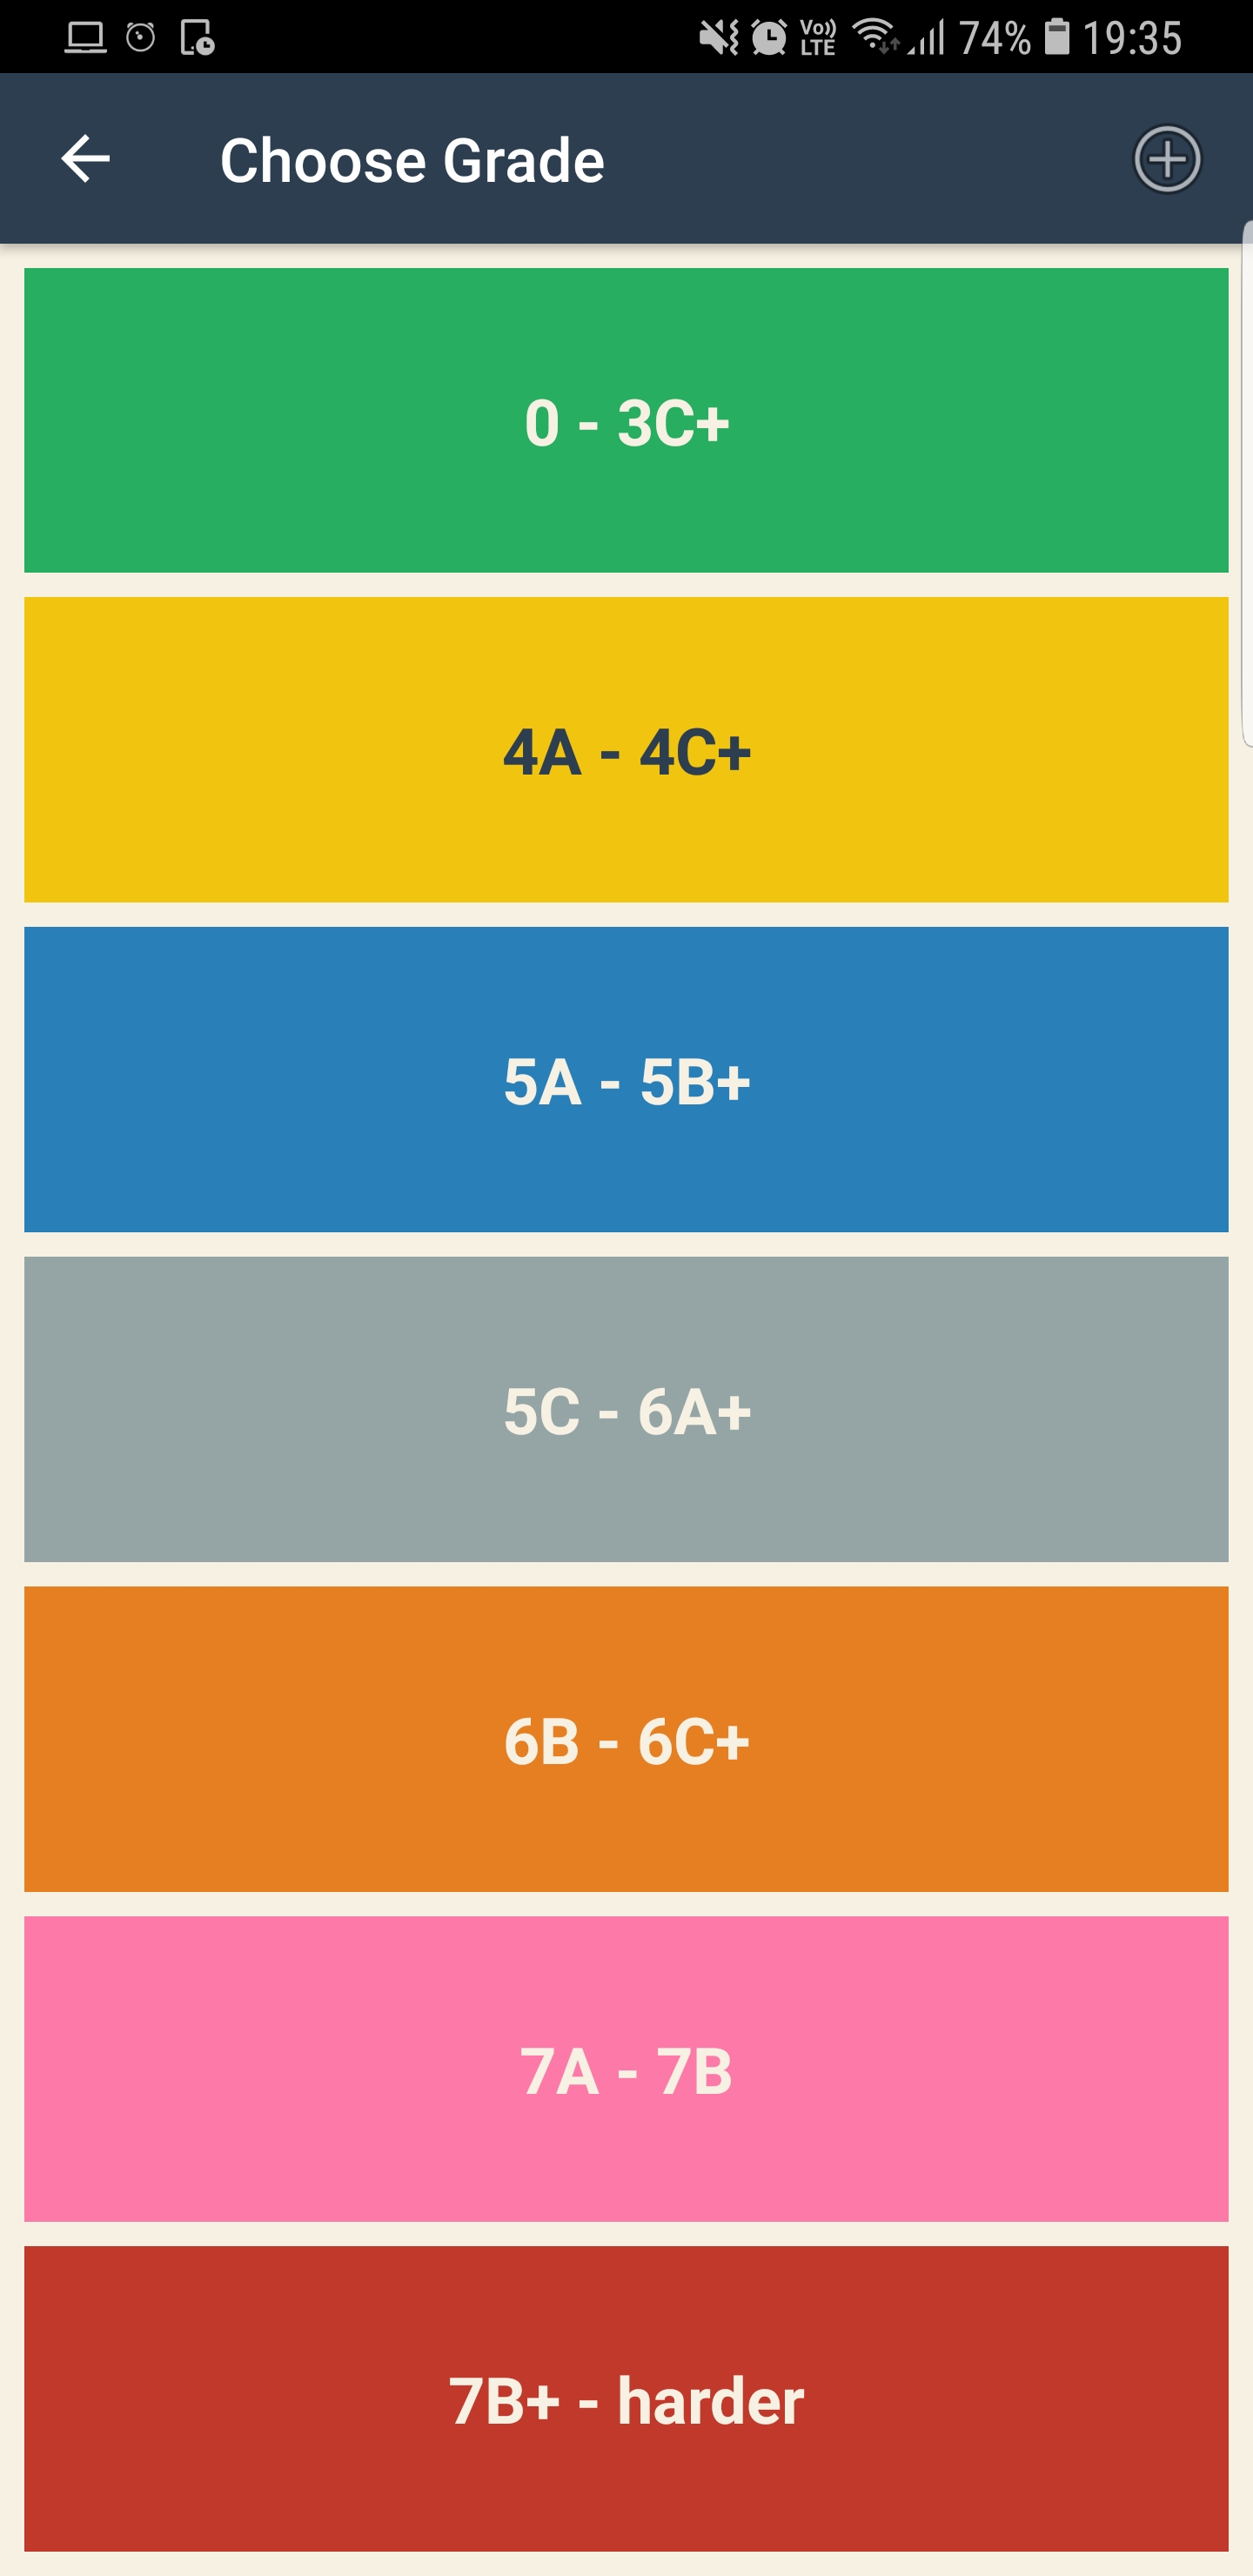 Vo)) LTE 74% 19:35
Choose Grade
0 - 3C+
4A - 4C+
5A - 5B+
5C - 6A+
6B - 6C+
7A - 7B
7B+ - harder